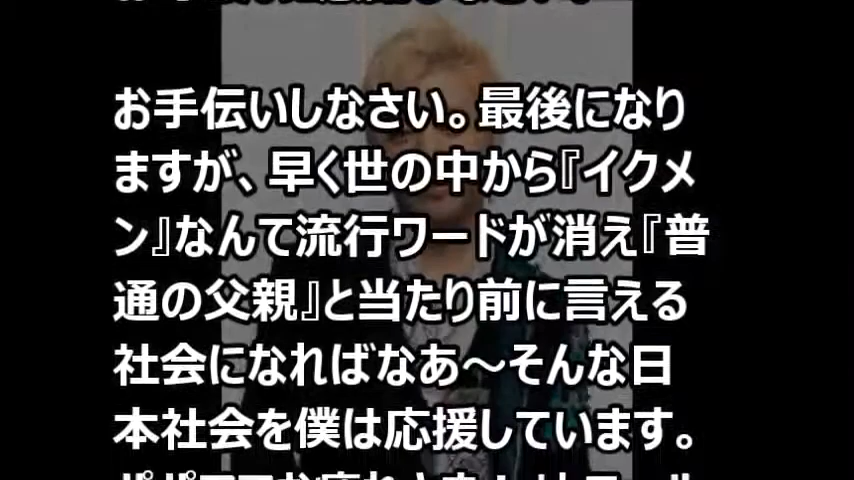 お手伝いしなさい。最後になり
ますが、早く世の中から『イクメ
ン』なんて流行ワードが消え『普
通の父親』と当たり前に言える
社会になればなあ～そんな日
本社会を僕は応援しています。